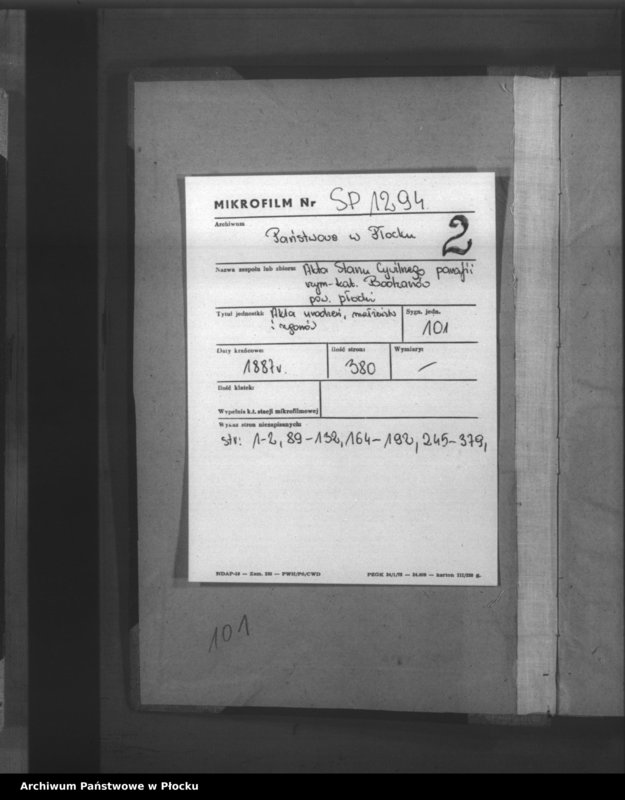 MIKROFILM Nr SP 1294.
2
Archiwum
Państwowe w Płocku
Nazwa zespołu lub zbioru: Akta Stanu Cywilnego parafii
rzym-kat. Bodzanów
pow. płocki
Tytuł jednostki: Akta urodzeń, małżeństw
i zgonów
Sygn. jedn.
101
Daty krańcowe:
1887r.
Ilość stron:
380
Wymiary:
—
Ilość klatek:
Wypełnia k.t. stacji mikrofilmowej
Wykaz stron niezapisanych:
str: 1-2, 89-132, 164-192, 245-379,
101
Archiwum Państwowe w Płocku